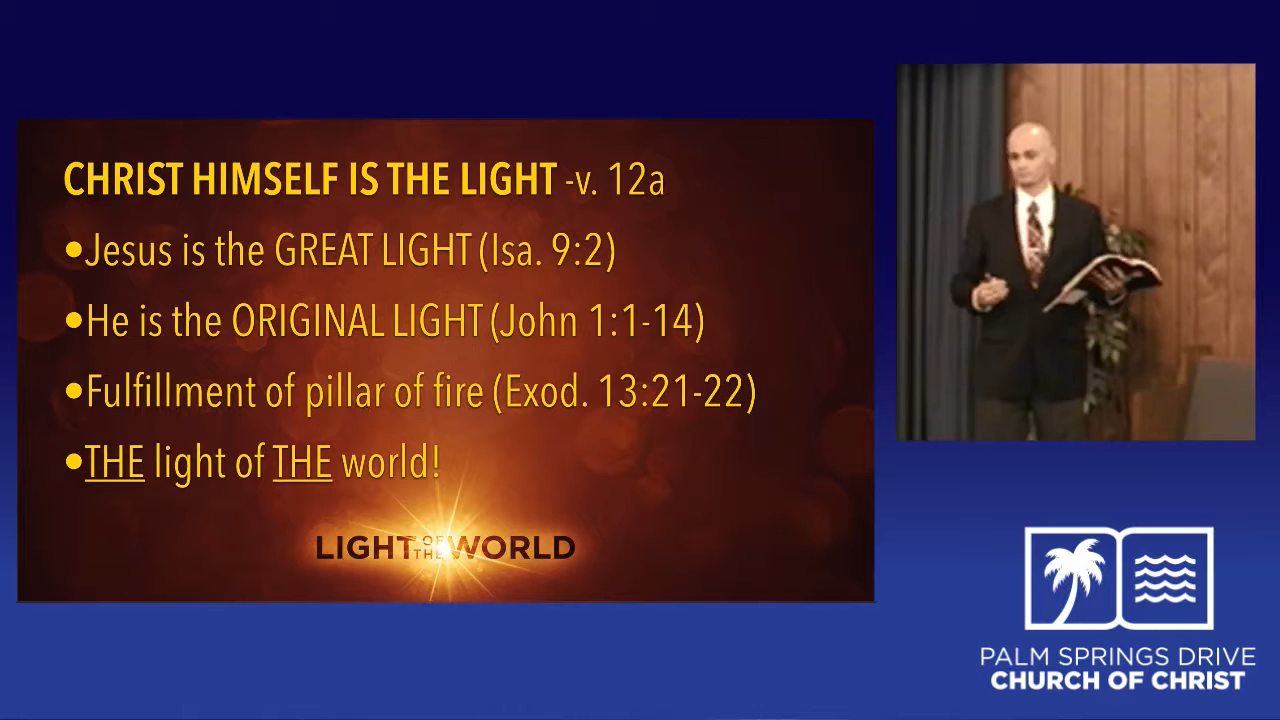 CHRIST HIMSELF IS THE LIGHT -v. 12a
•Jesus is the GREAT LIGHT (Isa. 9:2)
•He is the ORIGINAL LIGHT (John 1:1-14)
•Fulfillment of pillar of fire (Exod. 13:21-22)
•THE light of THE world!
LIGHT OF THE WORLD
PALM SPRINGS DRIVE
CHURCH OF CHRIST